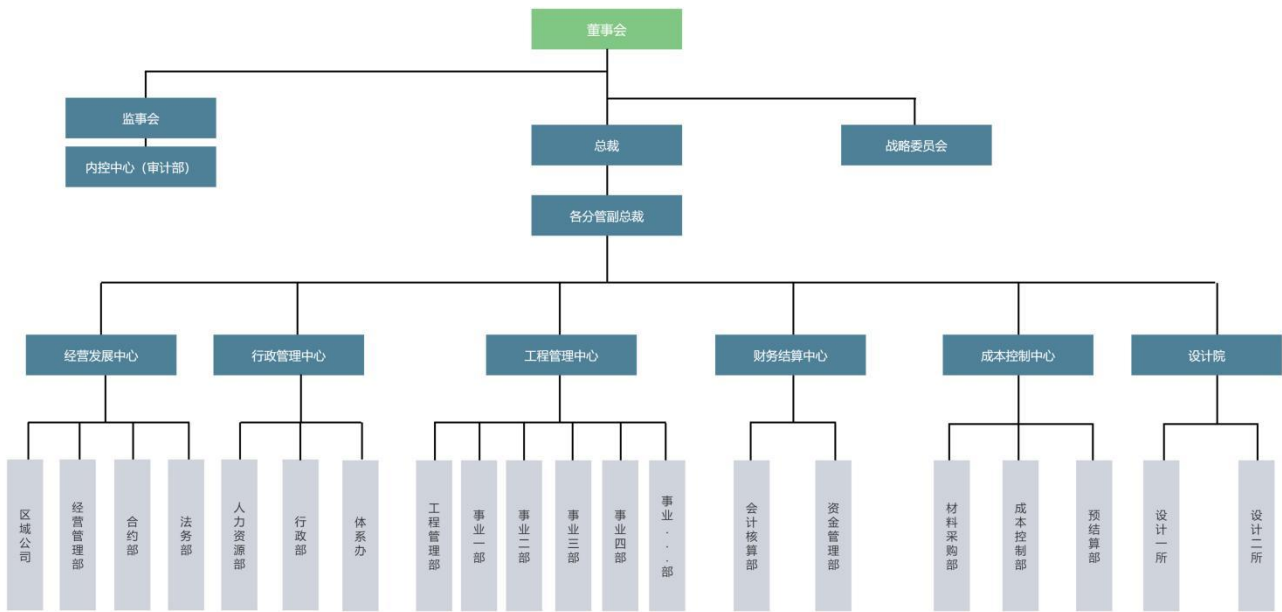 董事会
监事会
总裁
战略委员会
内控中心（审计部）
各分管副总裁
经营发展中心
行政管理中心
工程管理中心
财务结算中心
成本控制中心
设计院
区域公司
经营管理部
合约部
法务部
人力资源部
行政部
体系办
工程管理部
事业一部
事业二部
事业三部
事业四部
事业...部
会计核算部
资金管理部
材料采购部
成本控制部
预结算部
设计一所
设计二所